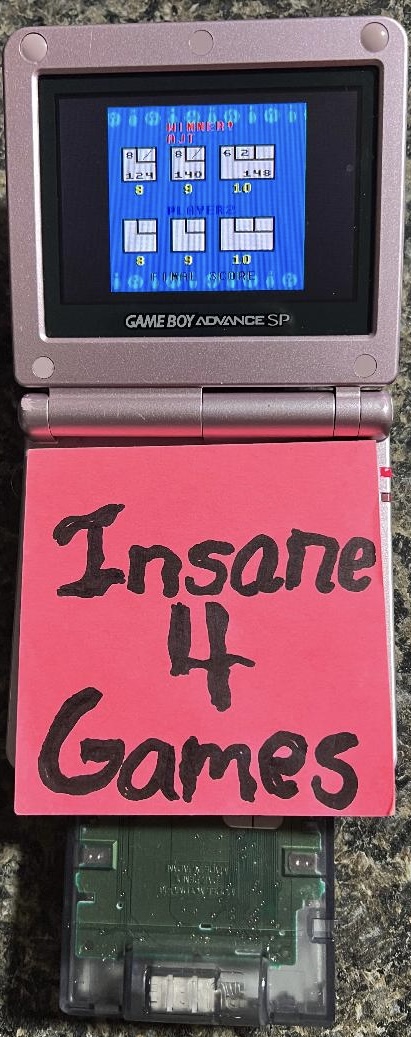 WINNER!
AJT
8 / 8 / 6 2
124 140 148
8 9 10
PLAYER2
8 9 10
FINAL SCORE
GAME BOY ADVANCE SP
Insane
4
Games